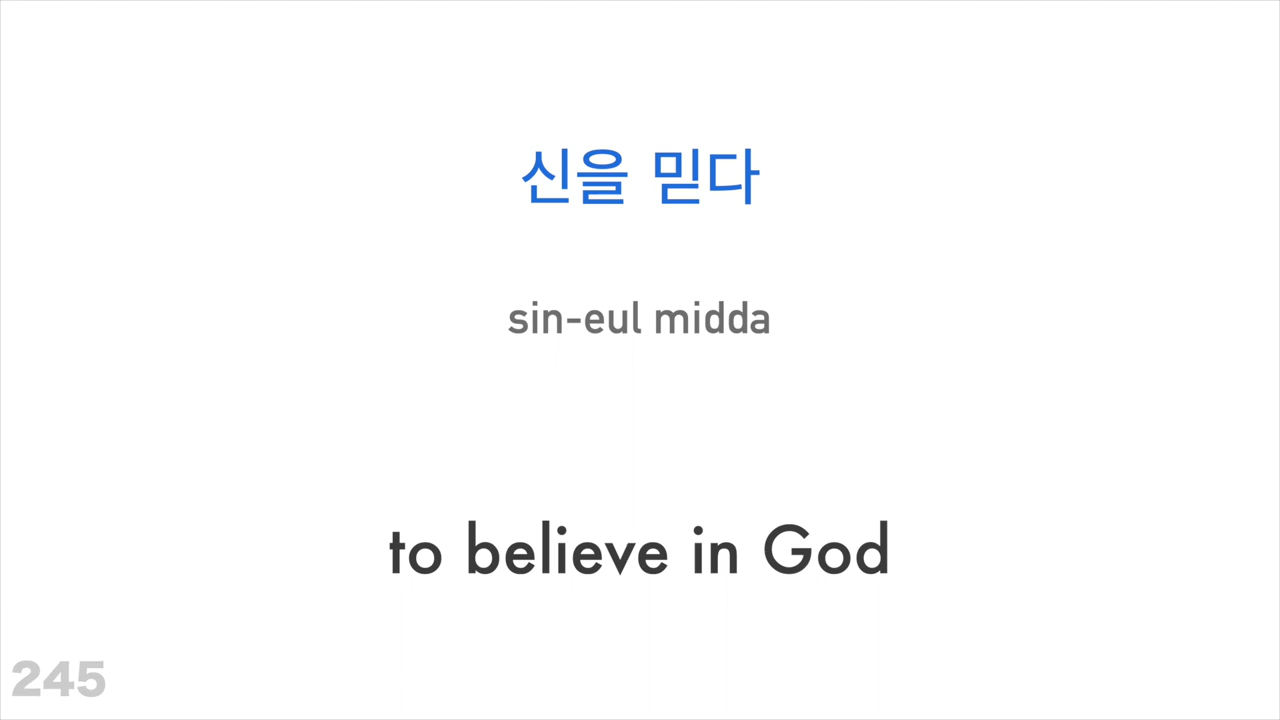 신을 믿다
sin-eul midda
to believe in God
245